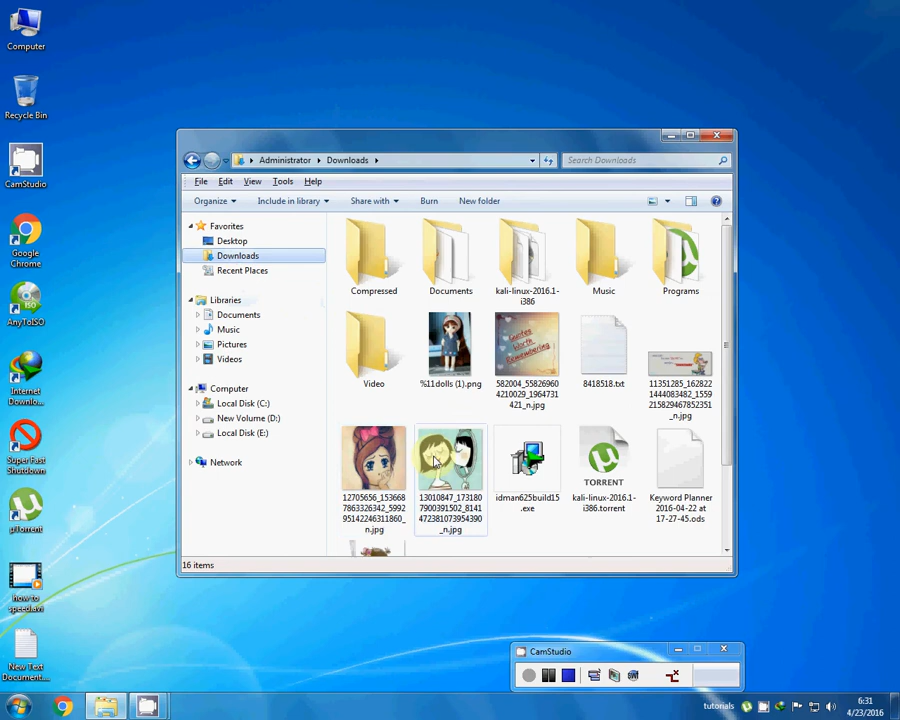 Computer
Recycle Bin
CamStudio
Google
Chrome
AnyToISO
Internet
Downlo...
Super Fast
Shutdown
µTorrent
how to
speed.avi
New Text
Document...
Administrator
Downloads
Search Downloads
File
Edit
View
Tools
Help
Organize
Include in library
Share with
Burn
New folder
Favorites
Desktop
Downloads
Recent Places
Libraries
Documents
Music
Pictures
Videos
Computer
Local Disk (C:)
New Volume (D:)
Local Disk (E:)
Network
Compressed
Documents
kali-linux-2016.1-
i386
Music
Programs
Video
%11dolls (1).png
Notes
Worth
Remembering
582004_55826960
4210029_1964731
421_n.jpg
8418518.txt
11351285_162822
1444083482_1559
215829467852351
_n.jpg
12705656_153668
7863326342_5992
95142246311860_
n.jpg
13010847_173180
7900391502_8141
472381073954390
_n.jpg
idman625build15
.exe
TORRENT
kali-linux-2016.1-
i386.torrent
Keyword Planner
2016-04-22 at
17-27-45.ods
16 items
CamStudio
tutorials
6:31
4/23/2016